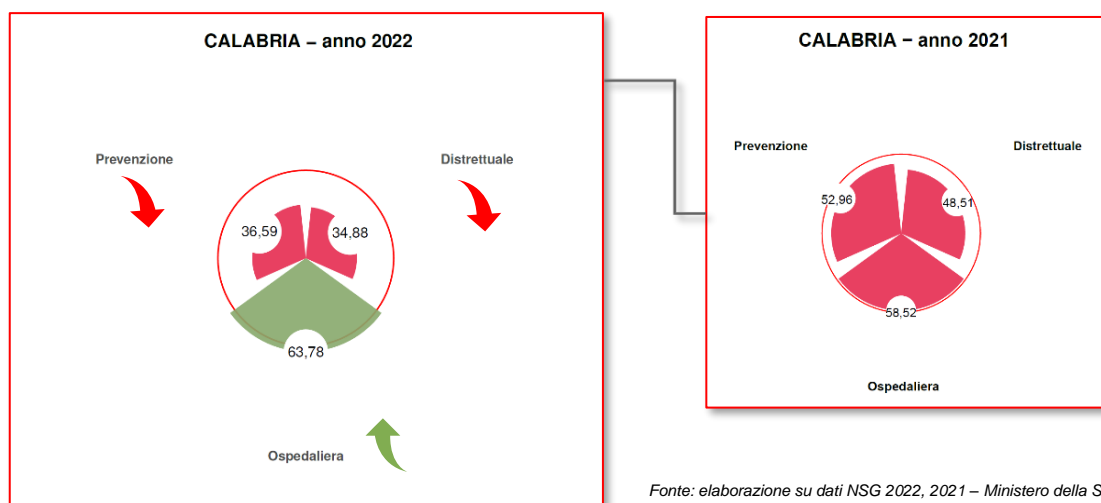 CALABRIA – anno 2022
Prevenzione
Distrettuale
36,59
34,88
63,78
Ospedaliera
CALABRIA – anno 2021
Prevenzione
Distrettuale
52,96
48,51
58,52
Ospedaliera
Fonte: elaborazione su dati NSG 2022, 2021 – Ministero della S